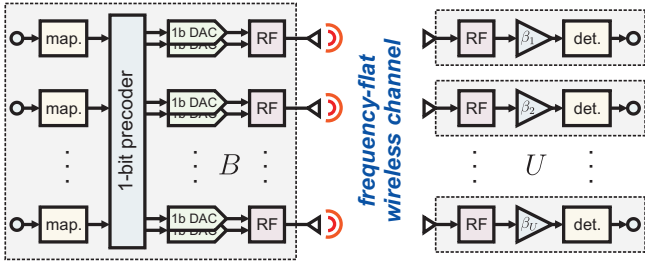 map.
1-bit precoder
1b DAC
1b DAC
RF
frequency-flat
wireless channel
RF
β1
det.
map.
1b DAC
1b DAC
RF
RF
β2
det.
B
U
map.
1b DAC
1b DAC
RF
RF
βU
det.